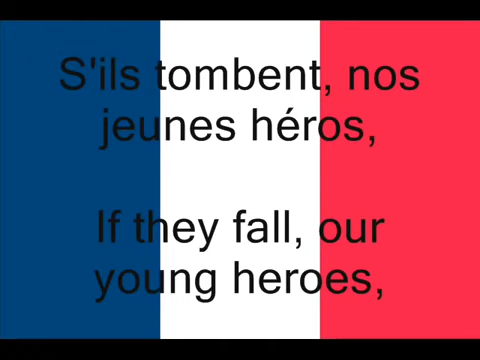 S'ils tombent, nos
jeunes héros,
If they fall, our
young heroes,